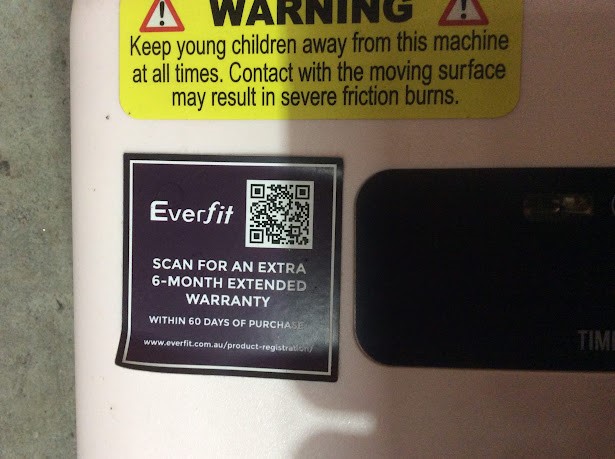 WARNING
Keep young children away from this machine
at all times. Contact with the moving surface
may result in severe friction burns.
Everfit
SCAN FOR AN EXTRA
6-MONTH EXTENDED
WARRANTY
WITHIN 60 DAYS OF PURCHASE
www.everfit.com.au/product-registration/